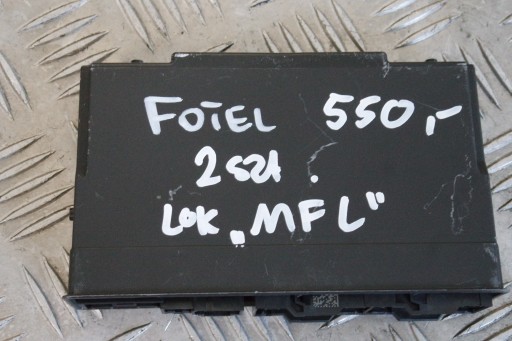 FOTEL 550,-
2 szt.
LOK „MFL”